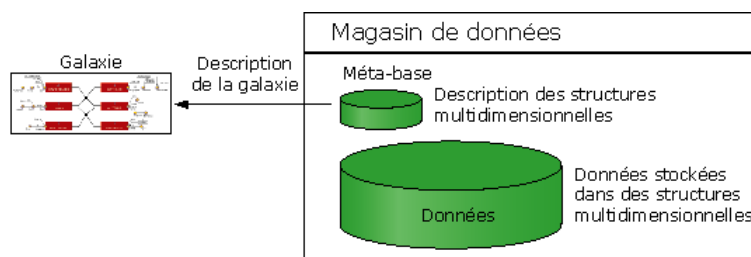 Magasin de données
Galaxie
Description
de la galaxie
Méta-base
Description des structures
multidimensionnelles
Données stockées
dans des structures
multidimensionnelles
Données